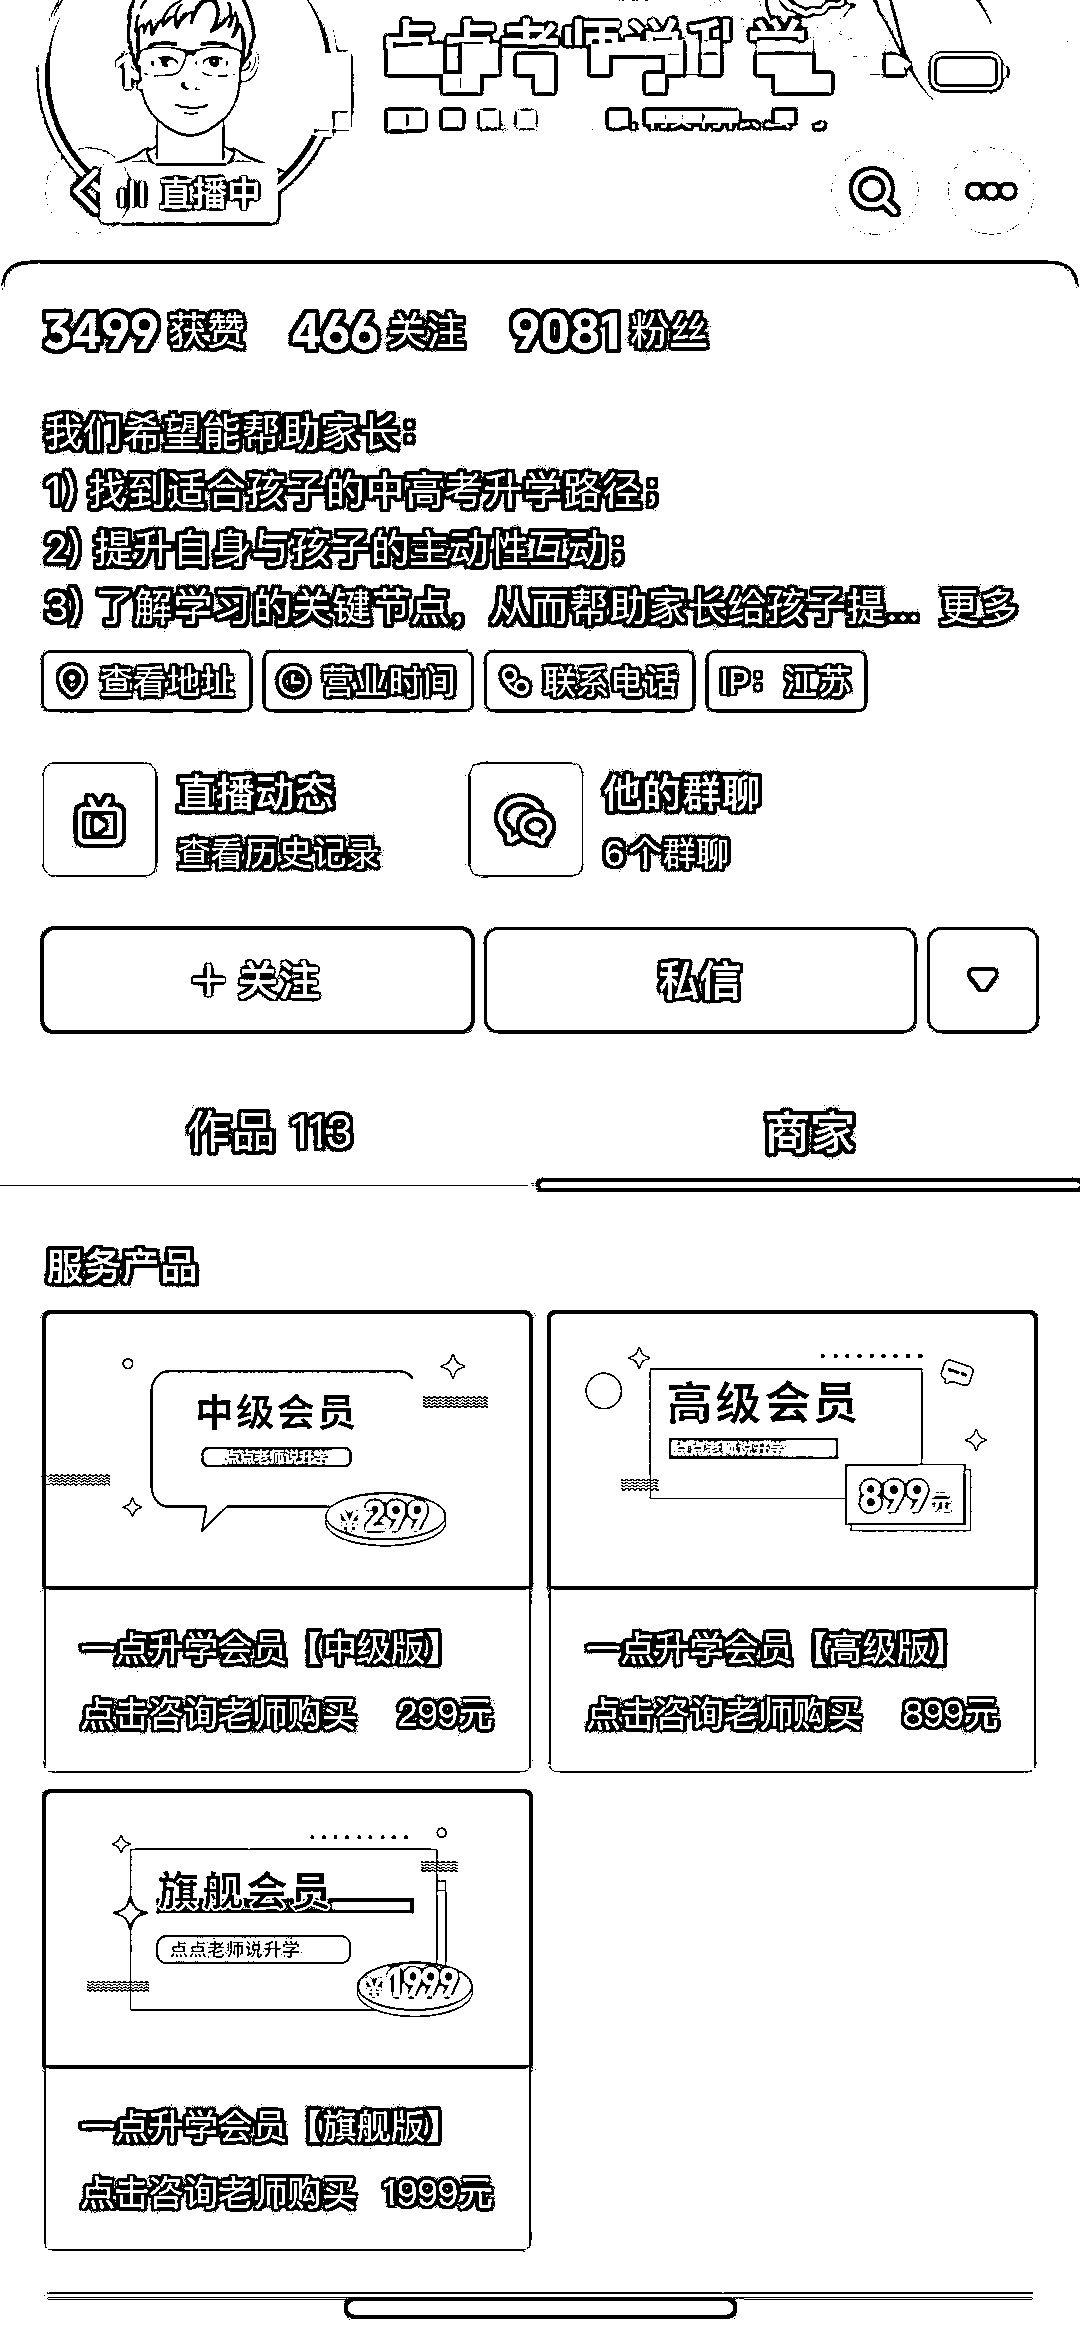 点点老师说升学
直播中
3499 获赞 466 关注 9081 粉丝
我们希望能帮助家长：
1) 找到适合孩子的中高考升学路径；
2) 提升自身与孩子的主动性互动；
3) 了解学习的关键节点，从而帮助家长给孩子提... 更多
查看地址 营业时间 联系电话 IP：江苏
直播动态 他的群聊
查看历史记录 6个群聊
+ 关注 私信
作品 113 商家
服务产品
中级会员
点点老师说升学
¥299
高级会员
点点老师说升学
899元
一点升学会员【中级版】
点击咨询老师购买 299元
一点升学会员【高级版】
点击咨询老师购买 899元
旗舰会员
点点老师说升学
¥1999
一点升学会员【旗舰版】
点击咨询老师购买 1999元